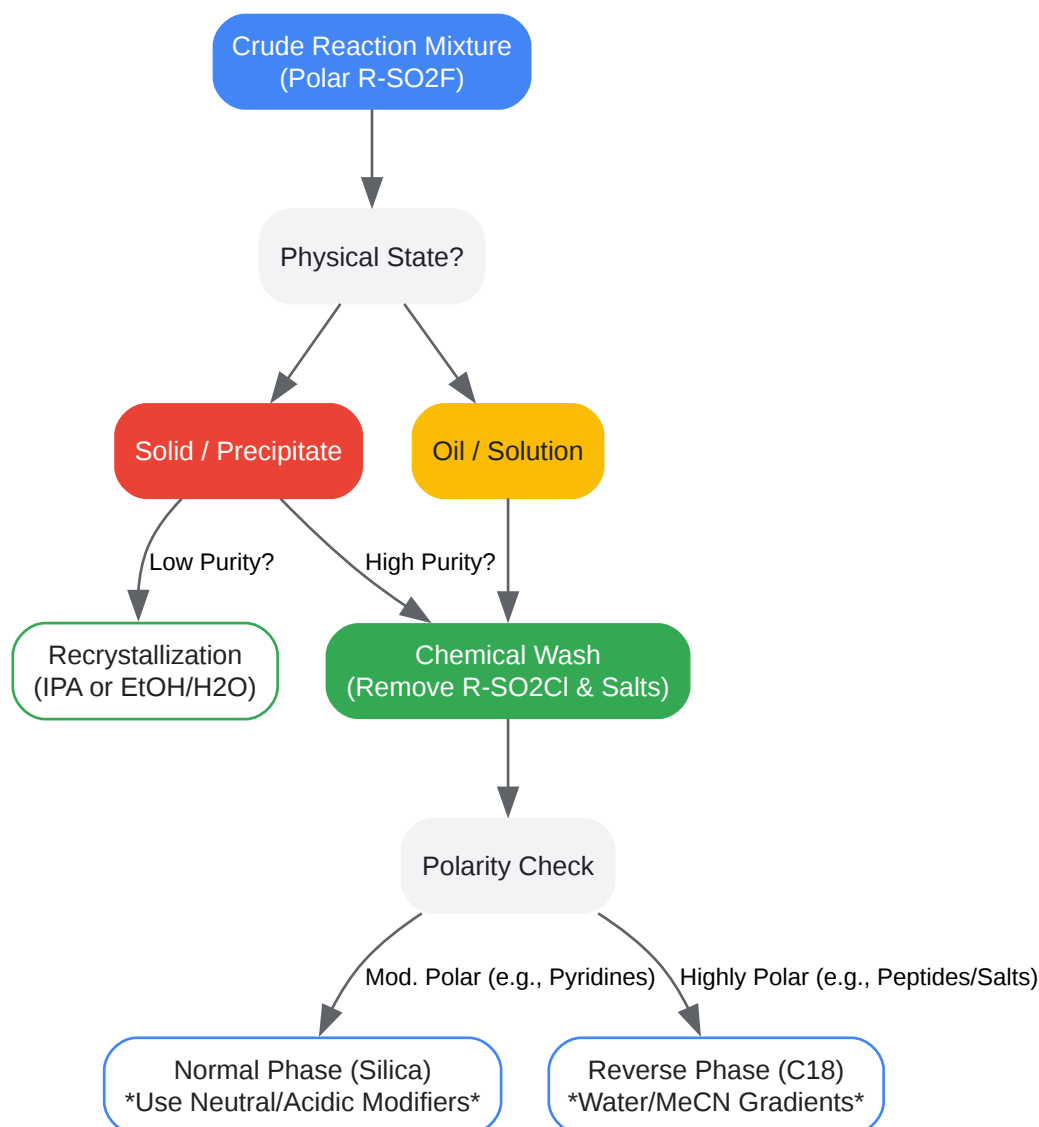 Crude Reaction Mixture
(Polar R-SO2F)
Physical State?
Solid / Precipitate
Oil / Solution
Low Purity?
High Purity?
Recrystallization
(IPA or EtOH/H2O)
Chemical Wash
(Remove R-SO2Cl & Salts)
Polarity Check
Mod. Polar (e.g., Pyridines)
Highly Polar (e.g., Peptides/Salts)
Normal Phase (Silica)
*Use Neutral/Acidic Modifiers*
Reverse Phase (C18)
*Water/MeCN Gradients*